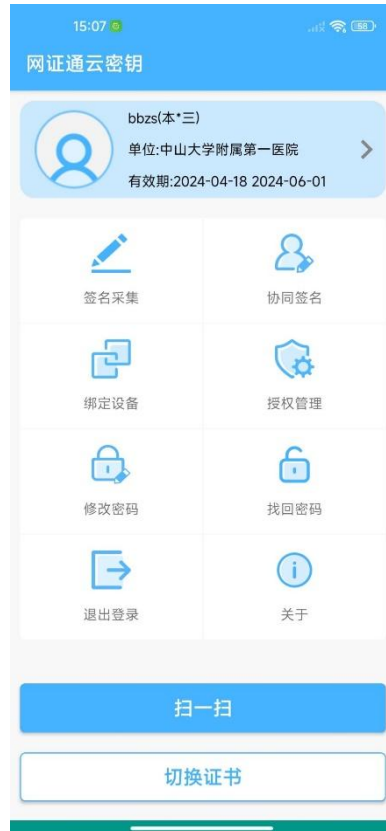 15:07
58
网证通云密钥
bbzs(本*三)
单位:中山大学附属第一医院
有效期:2024-04-18 2024-06-01
签名采集
协同签名
绑定设备
授权管理
修改密码
找回密码
退出登录
关于
扫一扫
切换证书